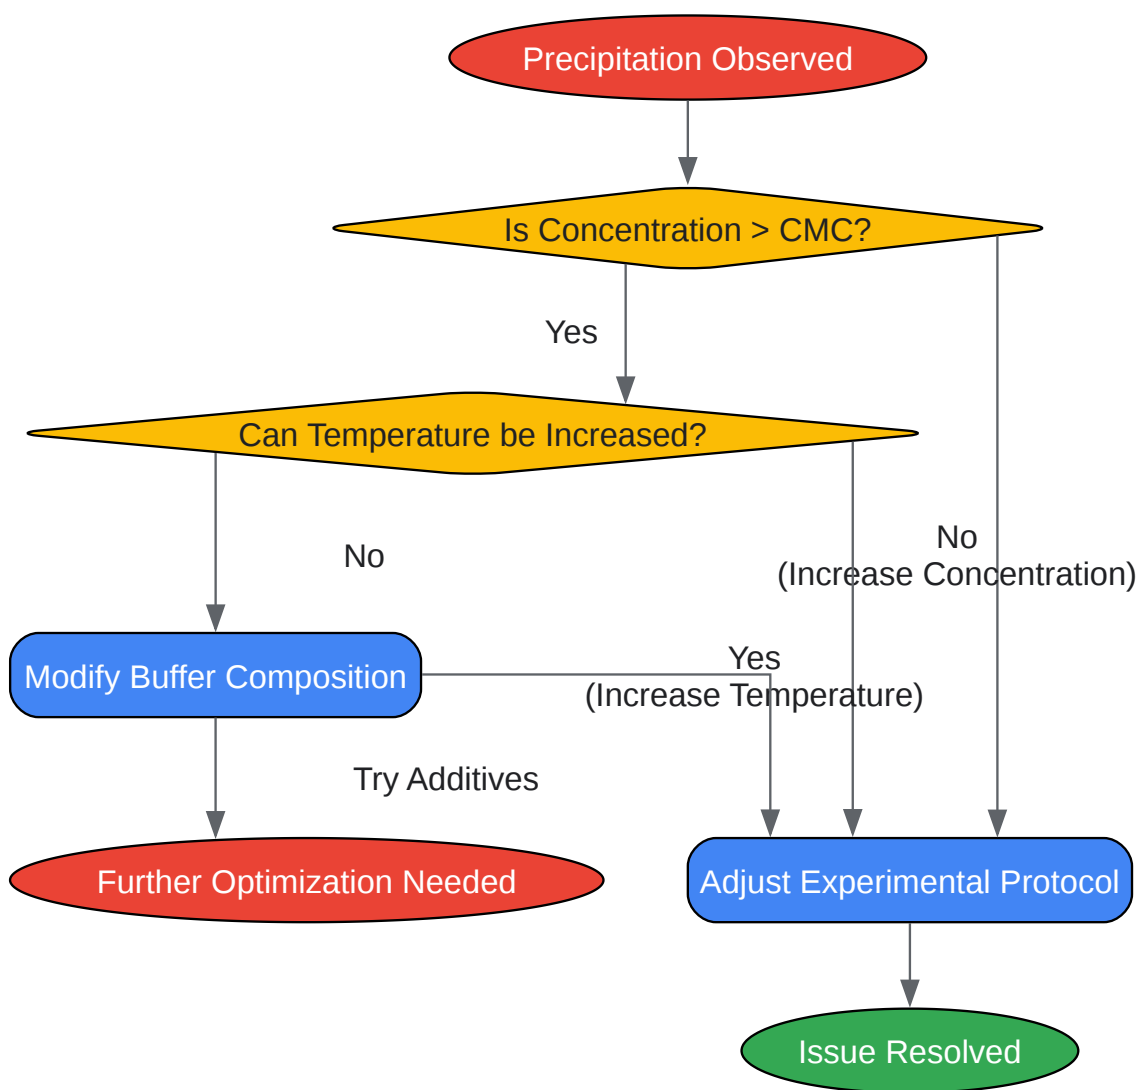 Precipitation Observed
Is Concentration > CMC?
Yes
Can Temperature be Increased?
No
(Increase Concentration)
No
Yes
(Increase Temperature)
Modify Buffer Composition
Try Additives
Further Optimization Needed
Adjust Experimental Protocol
Issue Resolved